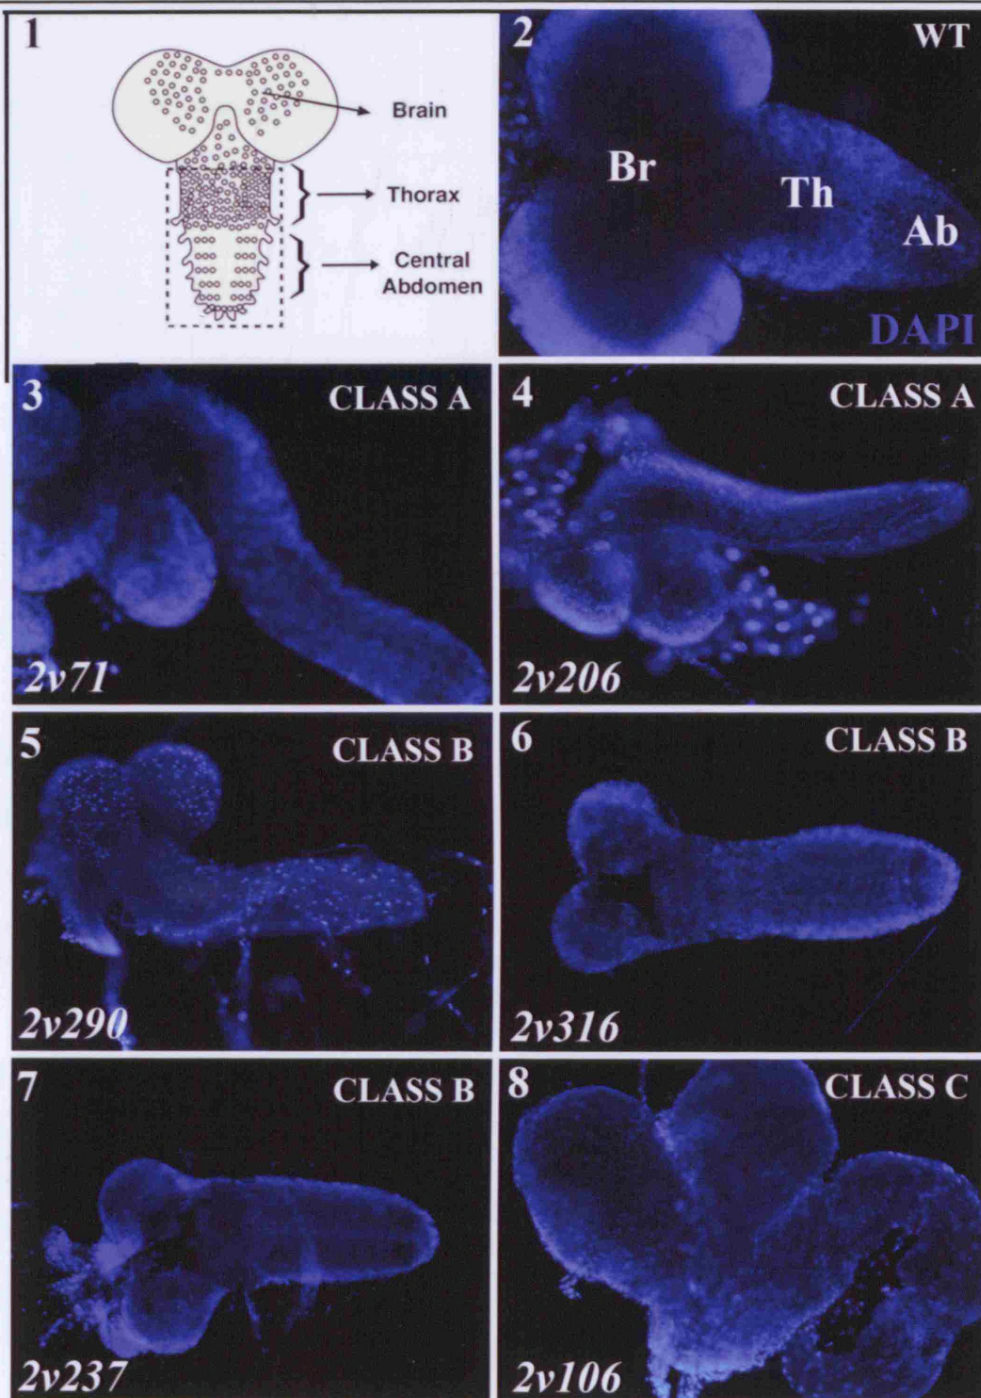 1
Brain
Thorax
Central
Abdomen
2
WT
Br
Th
Ab
DAPI
3
CLASS A
2v71
4
CLASS A
2v206
5
CLASS B
2v290
6
CLASS B
2v316
7
CLASS B
2v237
8
CLASS C
2v106